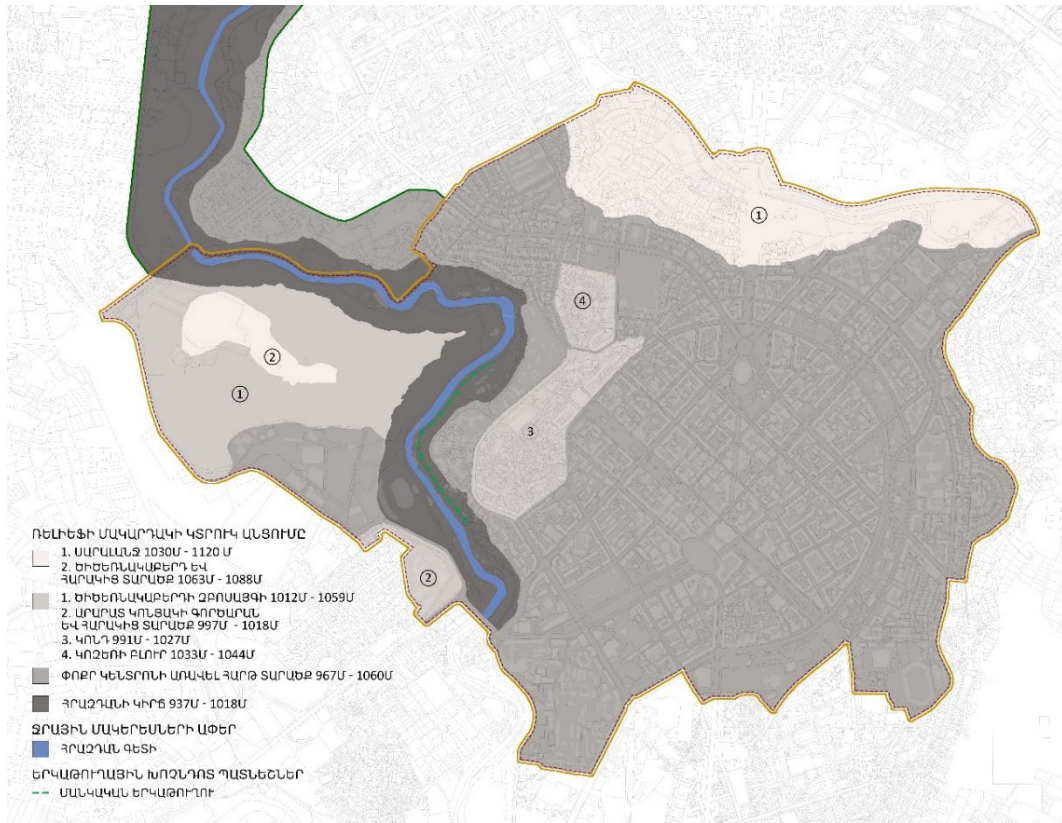 1
4
2
1
3
2
ՌԵԼԻԵՖԻ ՄԱԿԱՐԴԱԿԻ ԿՏՐՈՒԿ ԱՆՑՈՒՄԸ
1. ՍԱՐԱԼԱՆՋ 1030Մ - 1120 Մ
2. ԾԻԾԵՌՆԱԿԱԲԵՐԴ ԵՎ
ՀԱՐԱԿԻՑ ՏԱՐԱԾՔ 1063Մ - 1088Մ
1. ԾԻԾԵՌՆԱԿԱԲԵՐԴԻ ԶԲՈՍԱՅԳԻ 1012Մ - 1059Մ
2. ԱՐԱՐԱՏ ԿՈՆՅԱԿԻ ԳՈՐԾԱՐԱՆ
ԵՎ ՀԱՐԱԿԻՑ ՏԱՐԱԾՔ 997Մ - 1018Մ
3. ԿՈՆԴ 991Մ - 1027Մ
4. ԿՈԶԵՌԻ ԲԼՈՒՐ 1033Մ - 1044Մ
ՓՈՔՐ ԿԵՆՏՐՈՆԻ ԱՌԱՎԵԼ ՀԱՐԹ ՏԱՐԱԾՔ 967Մ - 1060Մ
ՀՐԱԶԴԱՆԻ ԿԻՐՃ 937Մ - 1018Մ
ՋՐԱՅԻՆ ՄԱԿԵՐԵՍՆԵՐԻ ԱՓԵՐ
ՀՐԱԶԴԱՆ ԳԵՏԻ
ԵՐԿԱԹՈՒՂԱՅԻՆ ԽՈՉՆԴՈՏ ՊԱՏՆԵՇՆԵՐ
ՄԱՆԿԱԿԱՆ ԵՐԿԱԹՈՒՂՈՒ